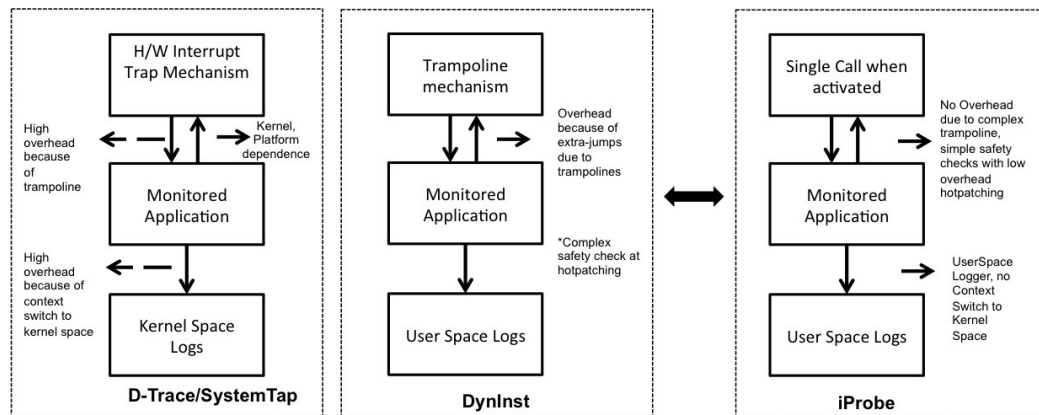 H/W Interrupt
Trap Mechanism
High
overhead
because
of
trampoline
Kernel,
Platform
dependence
Monitored
Application
High
overhead
because of
context
switch to
kernel space
Kernel Space
Logs
D-Trace/SystemTap
Trampoline
mechanism
Overhead
because of
extra-jumps
due to
trampolines
Monitored
Application
*Complex
safety check at
hotpatching
User Space Logs
DynInst
Single Call when
activated
No Overhead
due to complex
trampoline,
simple safety
checks with low
overhead
hotpatching
Monitored
Application
UserSpace
Logger, no
Context
Switch to
Kernel
Space
User Space Logs
iProbe